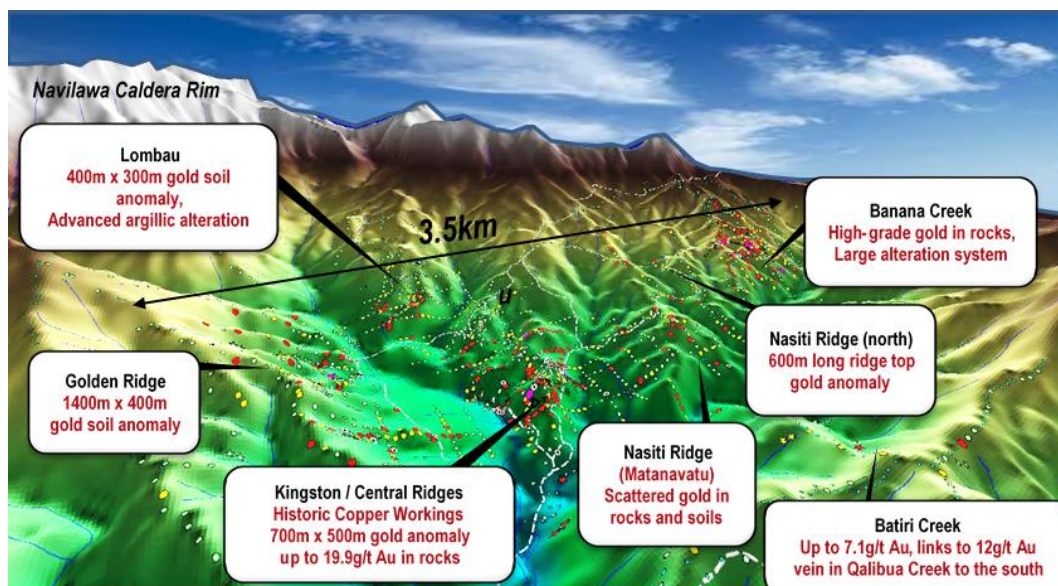 Navilawa Caldera Rim
Lombau
400m x 300m gold soil
anomaly,
Advanced argillic alteration
3.5km
u
Banana Creek
High-grade gold in rocks,
Large alteration system
Nasiti Ridge (north)
600m long ridge top
gold anomaly
Golden Ridge
1400m x 400m
gold soil anomaly
Kingston / Central Ridges
Historic Copper Workings
700m x 500m gold anomaly
up to 19.9g/t Au in rocks
Nasiti Ridge
(Matanavatu)
Scattered gold in
rocks and soils
Batiri Creek
Up to 7.1g/t Au, links to 12g/t Au
vein in Qalibua Creek to the south